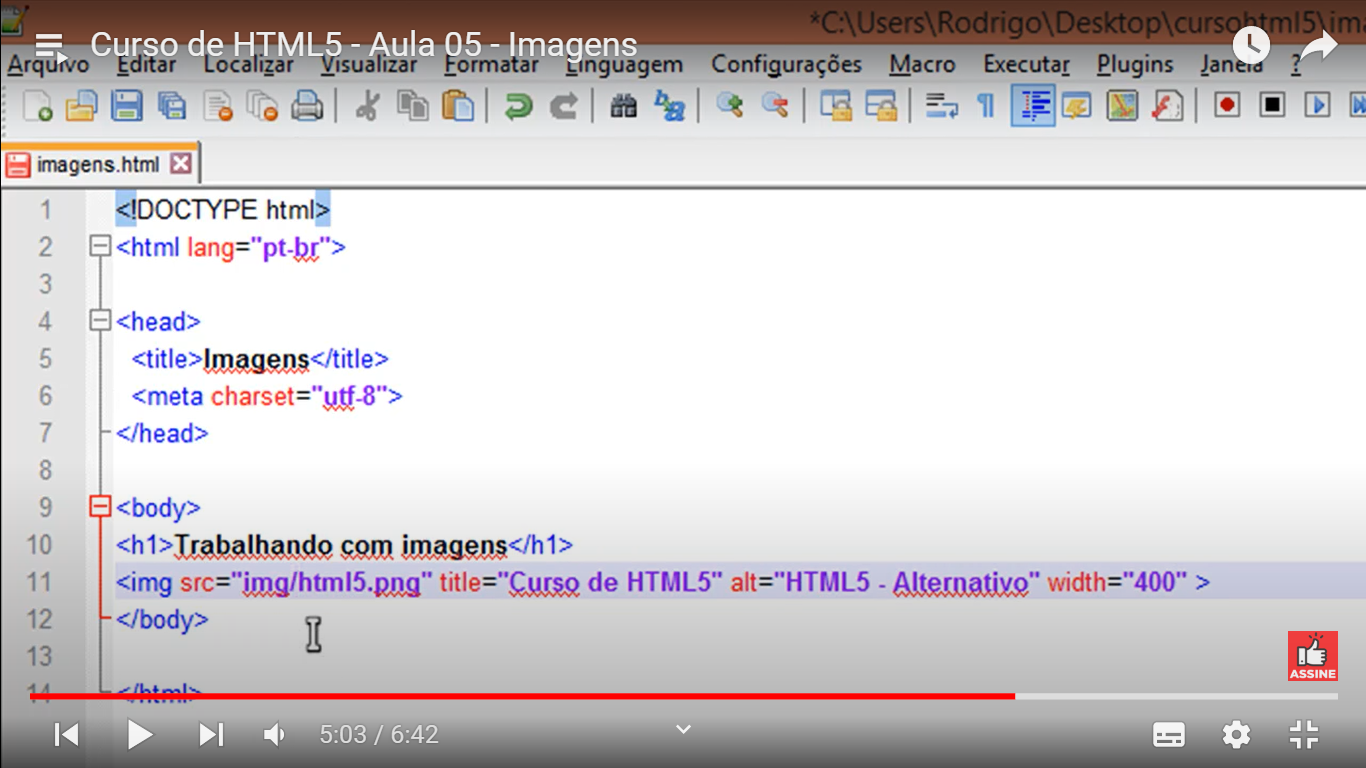 *C:\Users\Rodrigo\Desktop\cursohtml5\ima
Curso de HTML5 - Aula 05 - Imagens
Arquivo Editar Localizar Visualizar Formatar Linguagem Configurações Macro Executar Plugins Janela ?
imagens.html
1 <!DOCTYPE html>
2 <html lang="pt-br">
3
4 <head>
5 <title>Imagens</title>
6 <meta charset="utf-8">
7 </head>
8
9 <body>
10 <h1>Trabalhando com imagens</h1>
11 <img src="img/html5.png" title="Curso de HTML5" alt="HTML5 - Alternativo" width="400" >
12 </body>
13
14 </html>
ASSINE
5:03 / 6:42